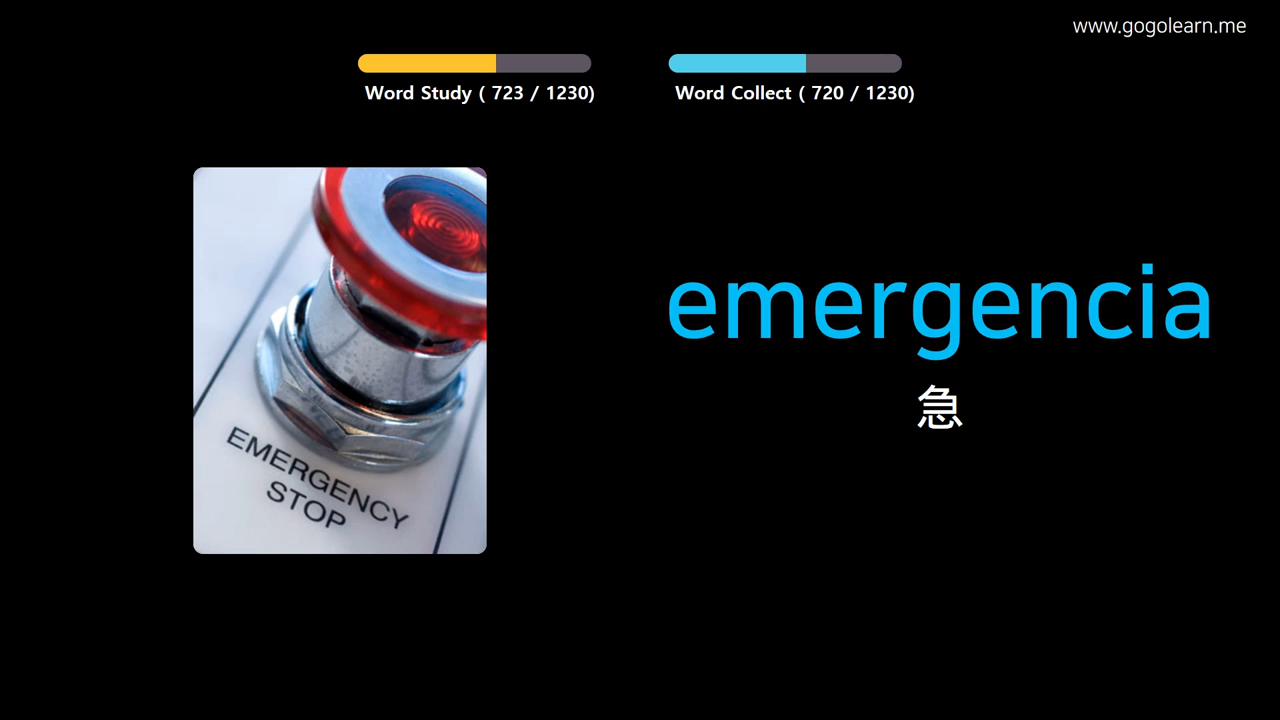 www.gogolearn.me
Word Study ( 723 / 1230)
Word Collect ( 720 / 1230)
EMERGENCY
STOP
emergencia
急